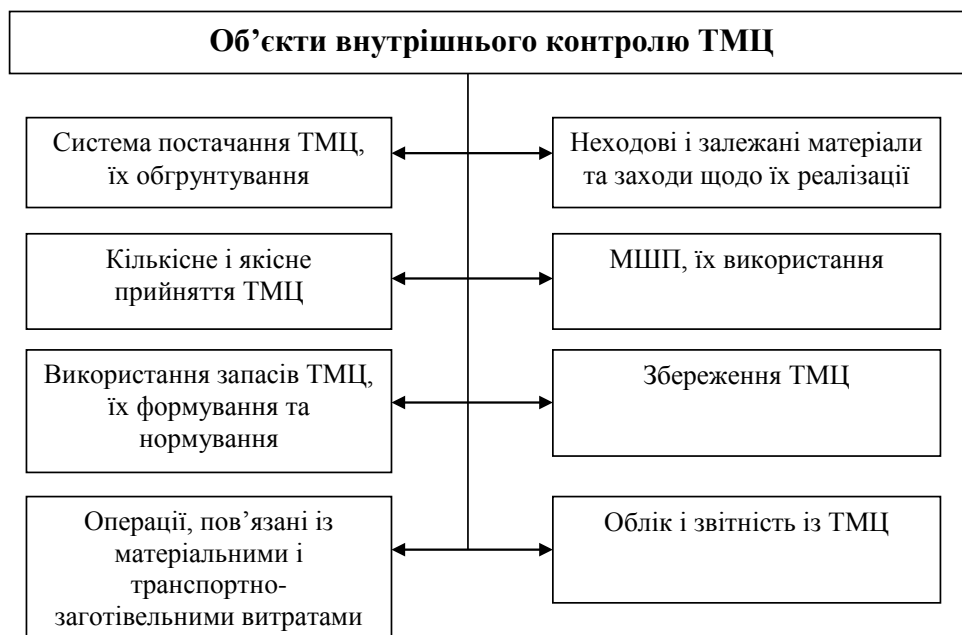 Об’єкти внутрішнього контролю ТМЦ
Система постачання ТМЦ,
їх обгрунтування
Неходові і залежані матеріали
та заходи щодо їх реалізації
Кількісне і якісне
прийняття ТМЦ
МШП, їх використання
Використання запасів ТМЦ,
їх формування та
нормування
Збереження ТМЦ
Операції, пов’язані із
матеріальними і
транспортно-
заготівельними витратами
Облік і звітність із ТМЦ